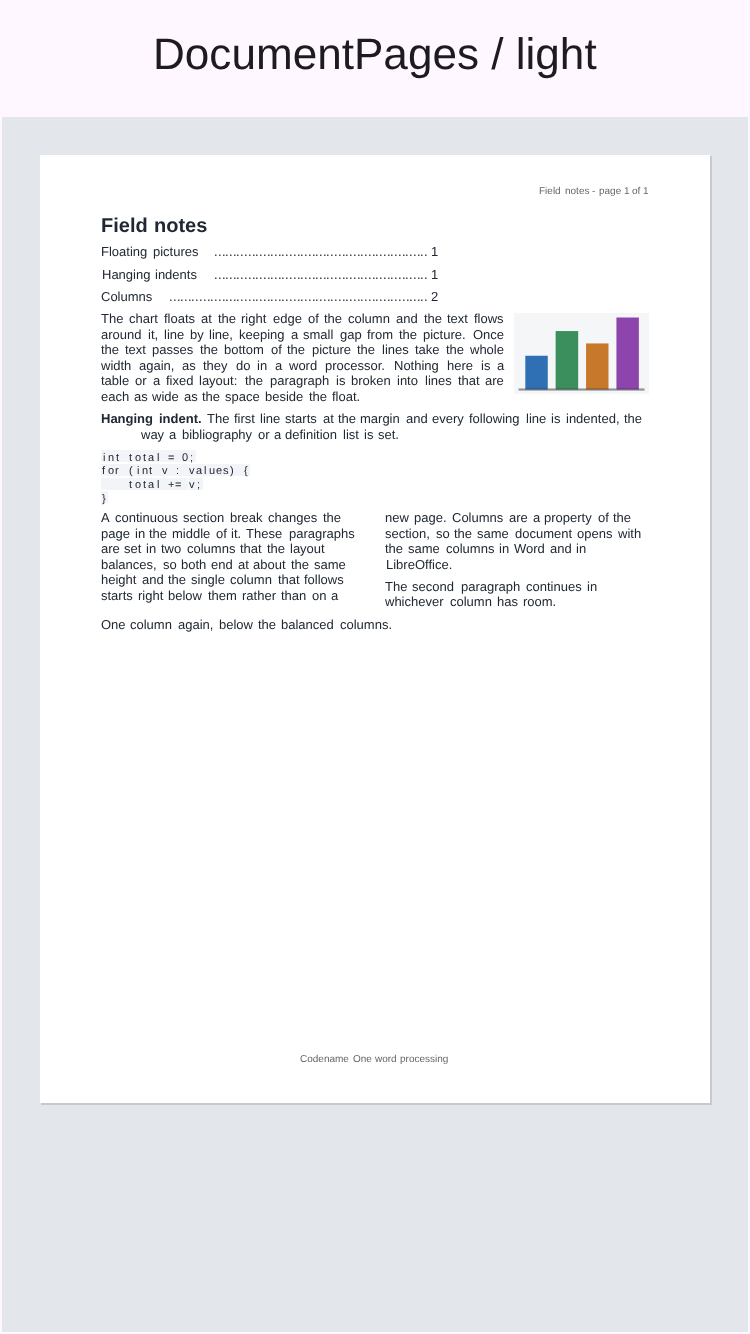 DocumentPages / light
Field notes - page 1 of 1
Field notes
Floating pictures ........................................................ 1
Hanging indents ........................................................ 1
Columns .................................................................... 2
The chart floats at the right edge of the column and the text flows
around it, line by line, keeping a small gap from the picture. Once
the text passes the bottom of the picture the lines take the whole
width again, as they do in a word processor. Nothing here is a
table or a fixed layout: the paragraph is broken into lines that are
each as wide as the space beside the float.
Hanging indent. The first line starts at the margin and every following line is indented, the
way a bibliography or a definition list is set.
int total = 0;
for (int v : values) {
    total += v;
}
A continuous section break changes the
page in the middle of it. These paragraphs
are set in two columns that the layout
balances, so both end at about the same
height and the single column that follows
starts right below them rather than on a
new page. Columns are a property of the
section, so the same document opens with
the same columns in Word and in
LibreOffice.
The second paragraph continues in
whichever column has room.
One column again, below the balanced columns.
Codename One word processing